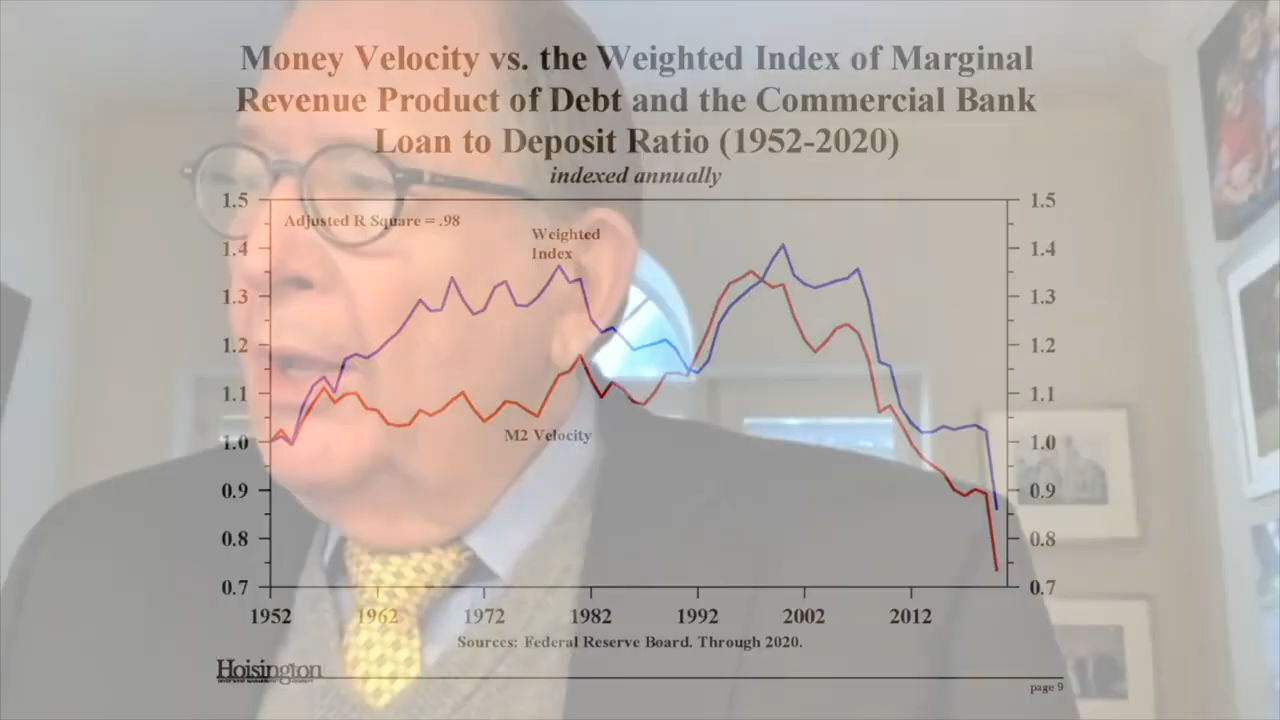 Money Velocity vs. the Weighted Index of Marginal
Revenue Product of Debt and the Commercial Bank
Loan to Deposit Ratio (1952-2020)
indexed annually
1.5 1.5
Adjusted R Square = .98
Weighted
Index
1.4 1.4
1.3 1.3
1.2 1.2
1.1 1.1
M2 Velocity
1.0 1.0
0.9 0.9
0.8 0.8
0.7 0.7
1952 1962 1972 1982 1992 2002 2012
Sources: Federal Reserve Board. Through 2020.
Hoisington
page 9